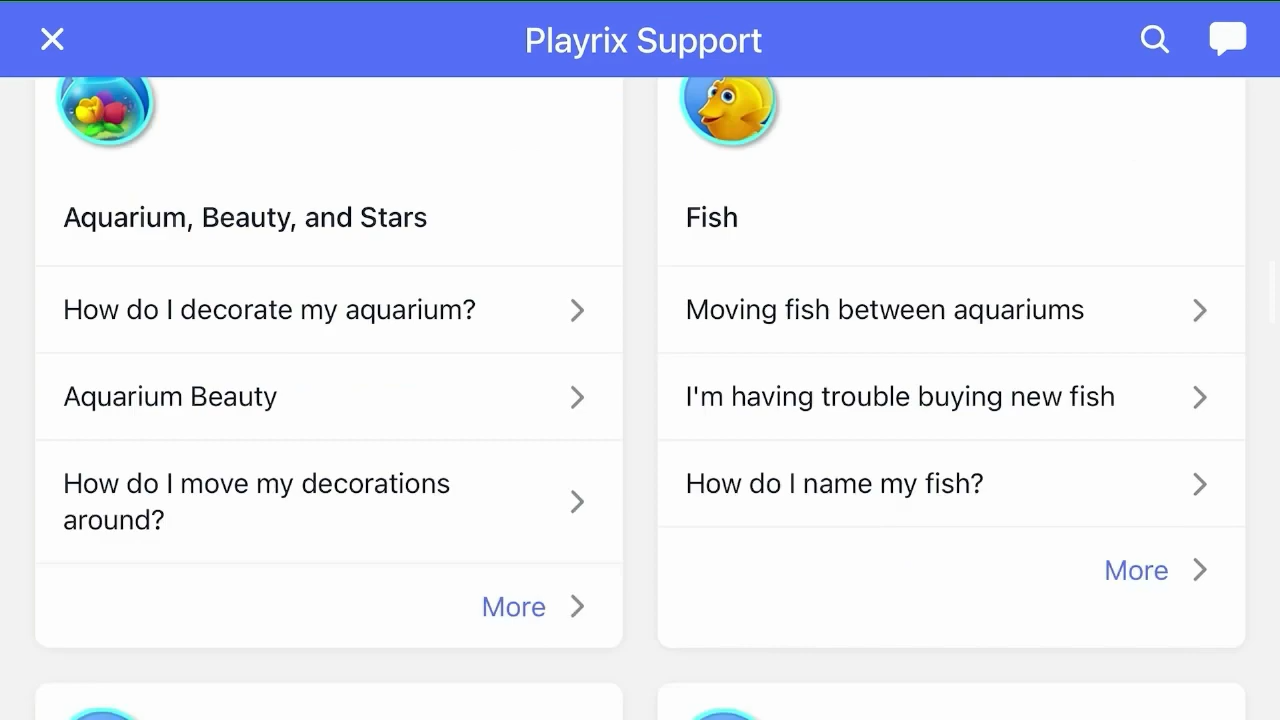 Playrix Support
Aquarium, Beauty, and Stars
How do I decorate my aquarium?
Aquarium Beauty
How do I move my decorations
around?
More
Fish
Moving fish between aquariums
I'm having trouble buying new fish
How do I name my fish?
More